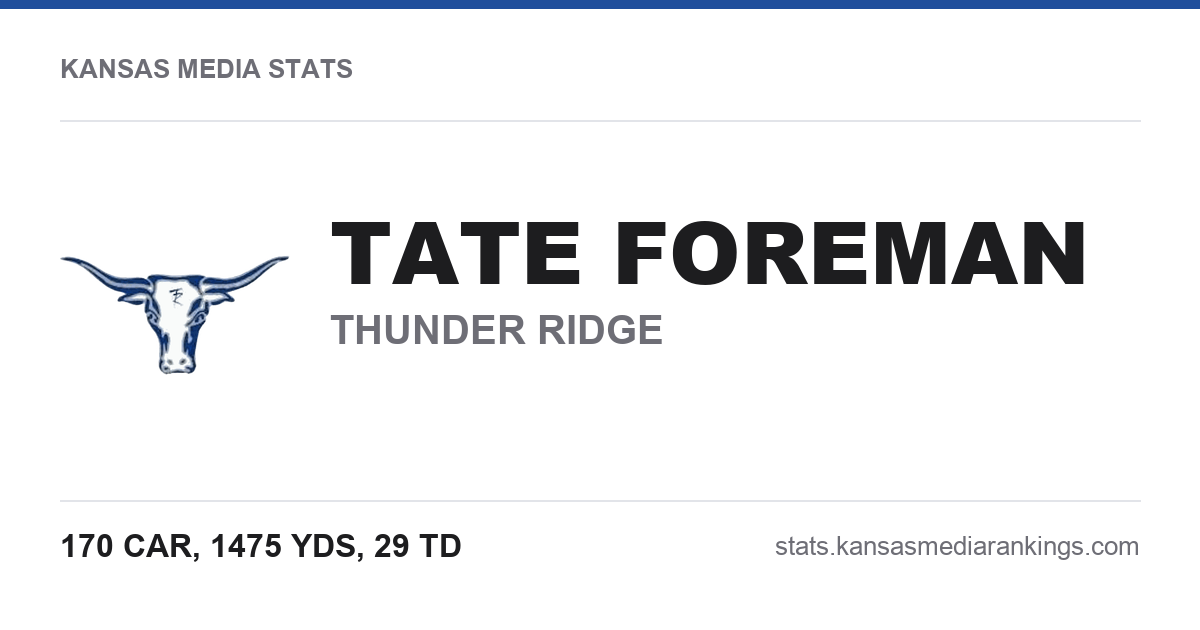 KANSAS MEDIA STATS
TATE FOREMAN
THUNDER RIDGE
170 CAR, 1475 YDS, 29 TD
stats.kansasmediarankings.com